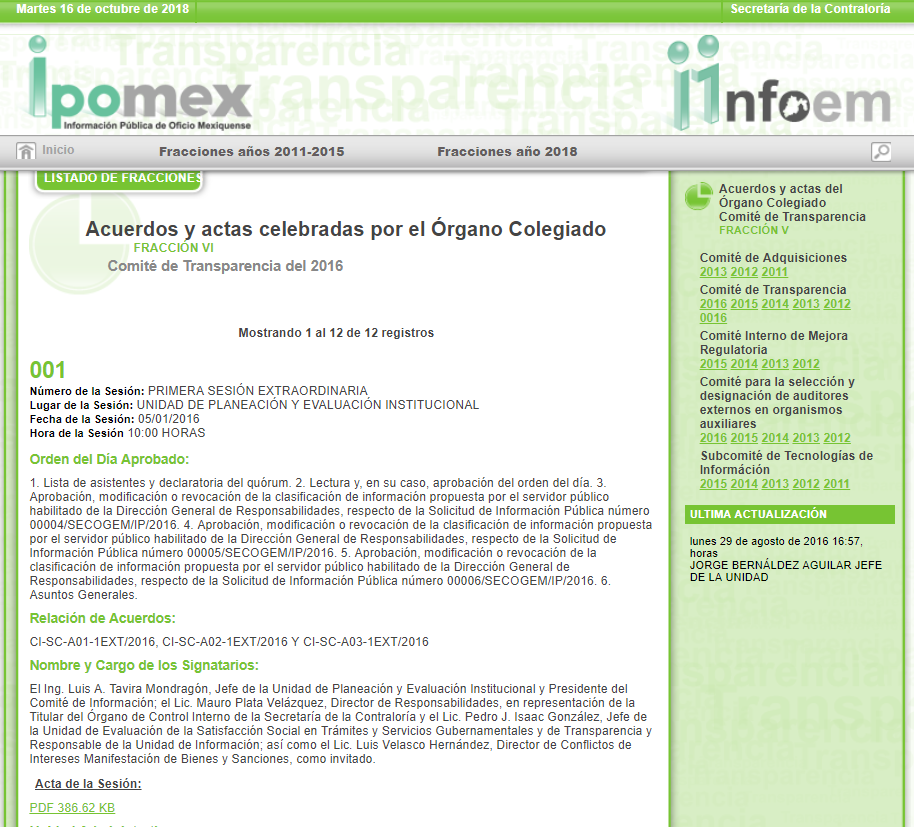 Martes 16 de octubre de 2018
Secretaría de la Contraloría
ipomex
Información Pública de Oficio Mexiquense
infoem
Inicio
Fracciones años 2011-2015
Fracciones año 2018
LISTADO DE FRACCIONES
Acuerdos y actas celebradas por el Órgano Colegiado
FRACCIÓN VI
Comité de Transparencia del 2016
Mostrando 1 al 12 de 12 registros
001
Número de la Sesión: PRIMERA SESIÓN EXTRAORDINARIA
Lugar de la Sesión: UNIDAD DE PLANEACIÓN Y EVALUACIÓN INSTITUCIONAL
Fecha de la Sesión: 05/01/2016
Hora de la Sesión 10:00 HORAS
Orden del Día Aprobado:
1. Lista de asistentes y declaratoria del quórum. 2. Lectura y, en su caso, aprobación del orden del día. 3.
Aprobación, modificación o revocación de la clasificación de información propuesta por el servidor público
habilitado de la Dirección General de Responsabilidades, respecto de la Solicitud de Información Pública número
00004/SECOGEM/IP/2016. 4. Aprobación, modificación o revocación de la clasificación de información propuesta
por el servidor público habilitado de la Dirección General de Responsabilidades, respecto de la Solicitud de
Información Pública número 00005/SECOGEM/IP/2016. 5. Aprobación, modificación o revocación de la
clasificación de información propuesta por el servidor público habilitado de la Dirección General de
Responsabilidades, respecto de la Solicitud de Información Pública número 00006/SECOGEM/IP/2016. 6.
Asuntos Generales.
Relación de Acuerdos:
CI-SC-A01-1EXT/2016, CI-SC-A02-1EXT/2016 Y CI-SC-A03-1EXT/2016
Nombre y Cargo de los Signatarios:
El Ing. Luis A. Tavira Mondragón, Jefe de la Unidad de Planeación y Evaluación Institucional y Presidente del
Comité de Información; el Lic. Mauro Plata Velázquez, Director de Responsabilidades, en representación de la
Titular del Órgano de Control Interno de la Secretaría de la Contraloría y el Lic. Pedro J. Isaac González, Jefe de
la Unidad de Evaluación de la Satisfacción Social en Trámites y Servicios Gubernamentales y de Transparencia y
Responsable de la Unidad de Información; así como el Lic. Luis Velasco Hernández, Director de Conflictos de
Intereses Manifestación de Bienes y Sanciones, como invitado.
Acta de la Sesión:
PDF 386.62 KB
Acuerdos y actas del
Órgano Colegiado
Comité de Transparencia
FRACCIÓN V
Comité de Adquisiciones
2013 2012 2011
Comité de Transparencia
2016 2015 2014 2013 2012
0016
Comité Interno de Mejora
Regulatoria
2015 2014 2013 2012
Comité para la selección y
designación de auditores
externos en organismos
auxiliares
2016 2015 2014 2013 2012
Subcomité de Tecnologías de
Információn
2015 2014 2013 2012 2011
ULTIMA ACTUALIZACIÓN
lunes 29 de agosto de 2016 16:57,
horas
JORGE BERNÁLDEZ AGUILAR JEFE
DE LA UNIDAD